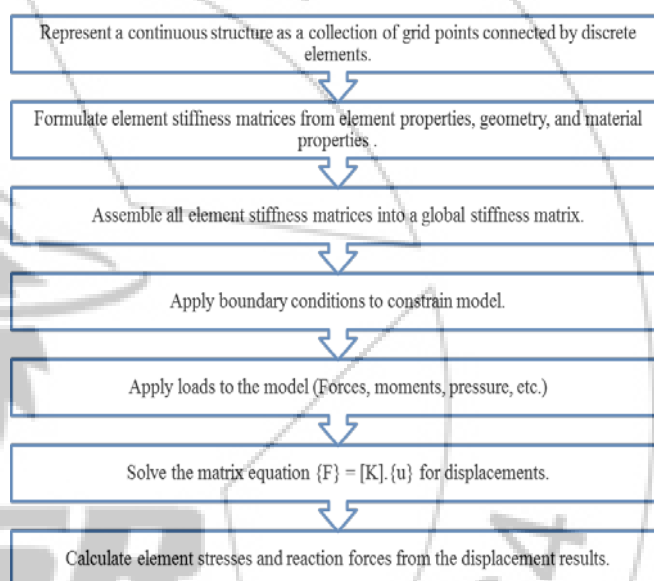 Represent a continuous structure as a collection of grid points connected by discrete
elements.
Formulate element stiffness matrices from element properties, geometry, and material
properties .
Assemble all element stiffness matrices into a global stiffness matrix.
Apply boundary conditions to constrain model.
Apply loads to the model (Forces, moments, pressure, etc.)
Solve the matrix equation {F} = [K].{u} for displacements.
Calculate element stresses and reaction forces from the displacement results.